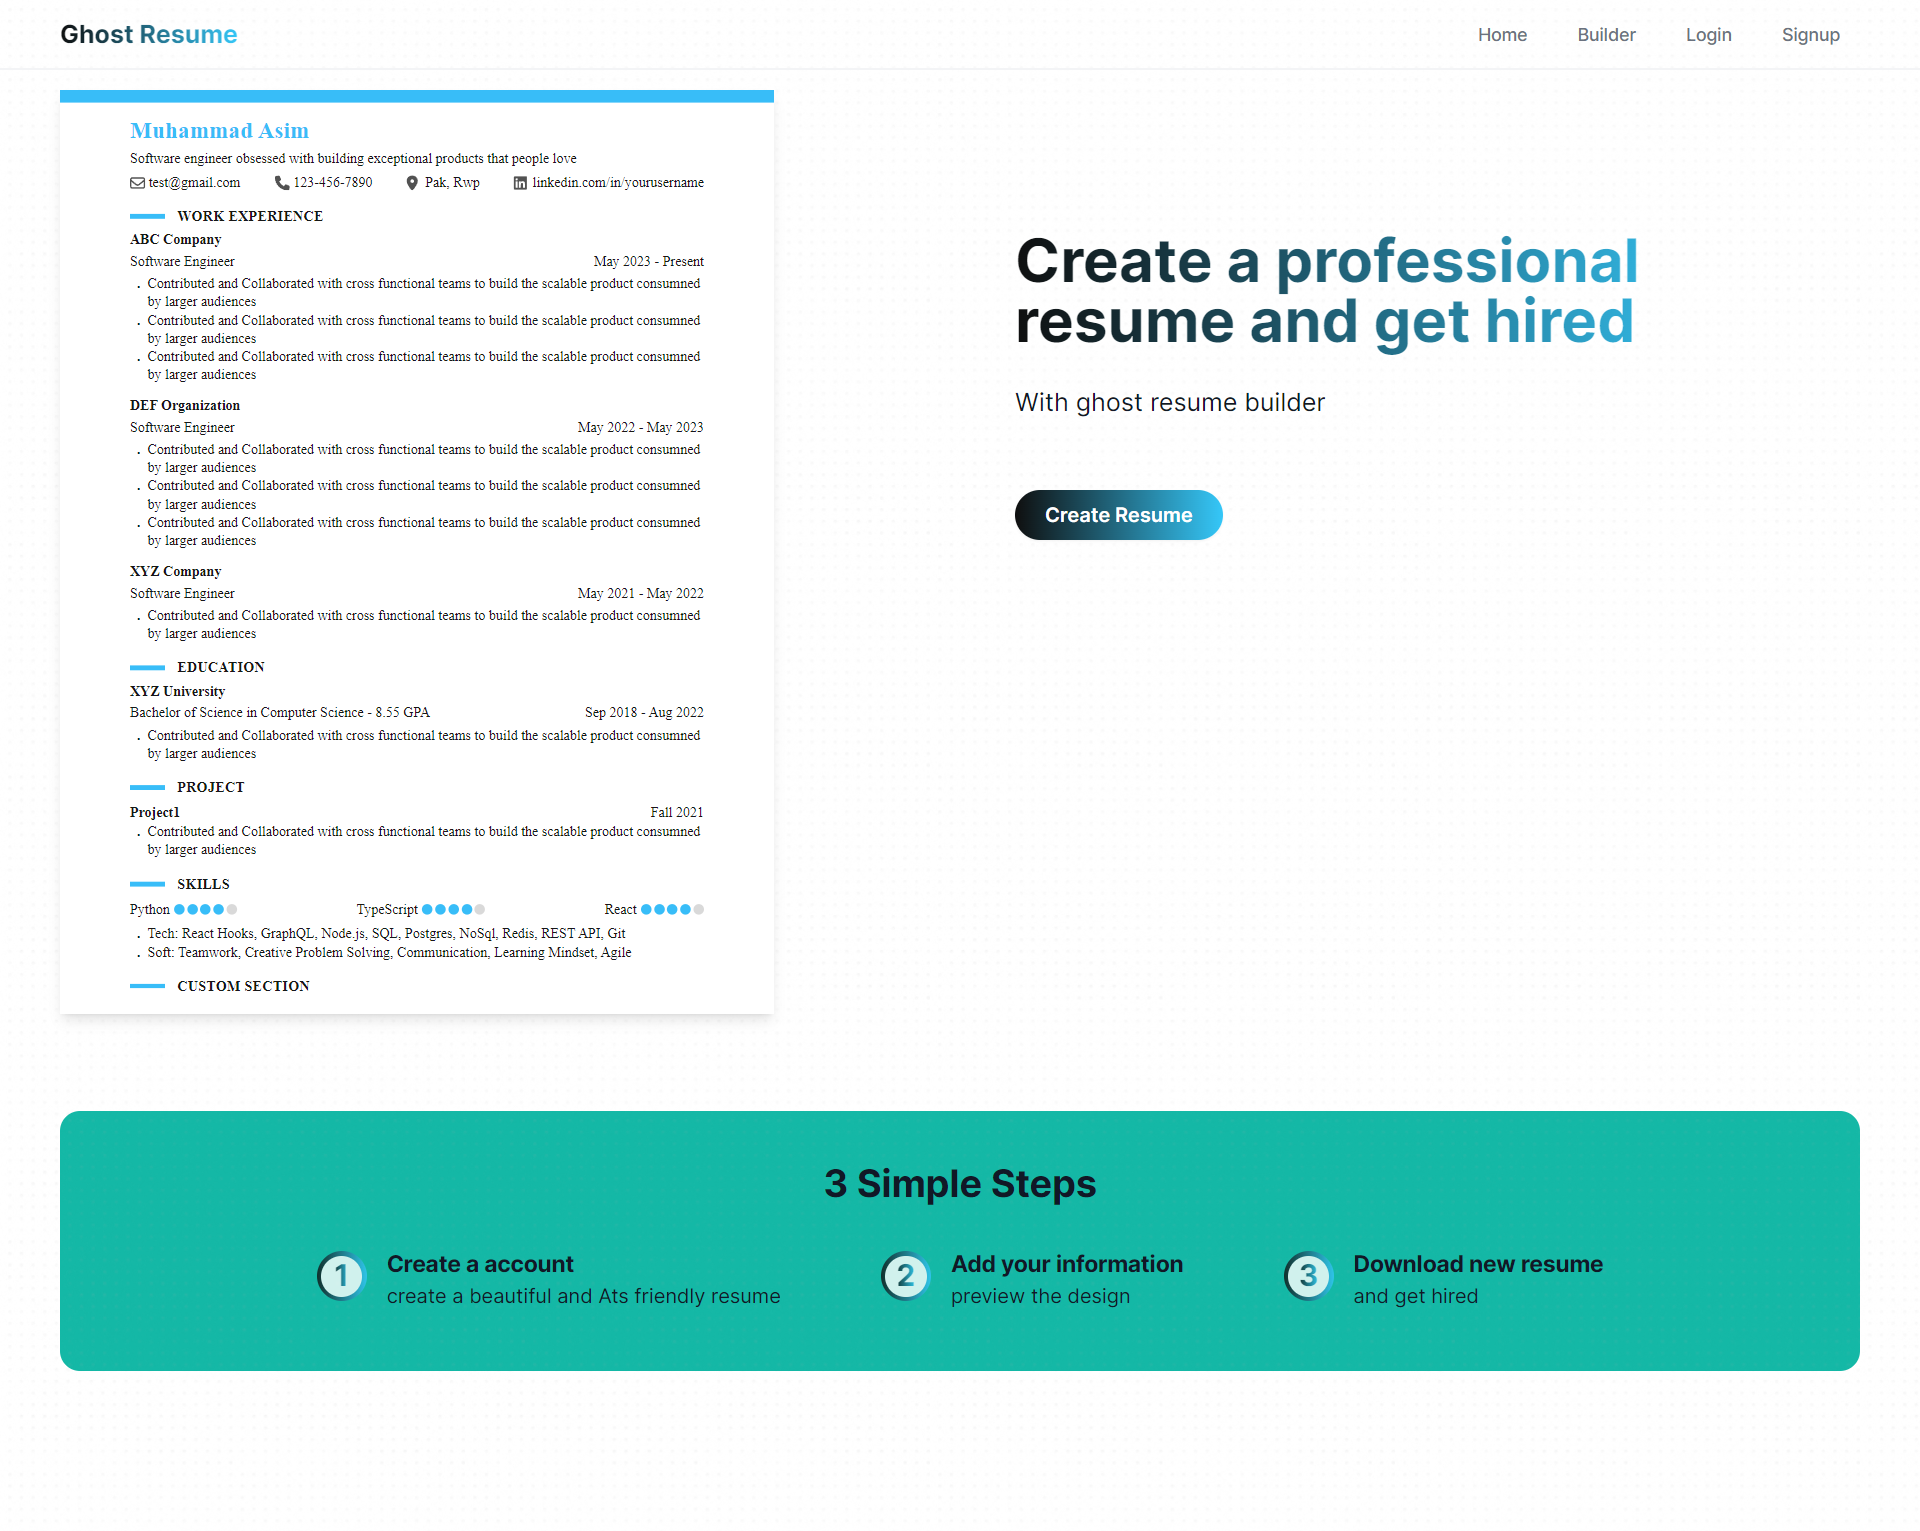 Ghost Resume
Home
Builder
Login
Signup
Muhammad Asim
Software engineer obsessed with building exceptional products that people love
test@gmail.com
123-456-7890
Pak, Rwp
linkedin.com/in/yourusername
WORK EXPERIENCE
ABC Company
Software Engineer
May 2023 - Present
. Contributed and Collaborated with cross functional teams to build the scalable product consumned
by larger audiences
. Contributed and Collaborated with cross functional teams to build the scalable product consumned
by larger audiences
. Contributed and Collaborated with cross functional teams to build the scalable product consumned
by larger audiences
DEF Organization
Software Engineer
May 2022 - May 2023
. Contributed and Collaborated with cross functional teams to build the scalable product consumned
by larger audiences
. Contributed and Collaborated with cross functional teams to build the scalable product consumned
by larger audiences
. Contributed and Collaborated with cross functional teams to build the scalable product consumned
by larger audiences
XYZ Company
Software Engineer
May 2021 - May 2022
. Contributed and Collaborated with cross functional teams to build the scalable product consumned
by larger audiences
EDUCATION
XYZ University
Bachelor of Science in Computer Science - 8.55 GPA
Sep 2018 - Aug 2022
. Contributed and Collaborated with cross functional teams to build the scalable product consumned
by larger audiences
PROJECT
Project1
Fall 2021
. Contributed and Collaborated with cross functional teams to build the scalable product consumned
by larger audiences
SKILLS
Python
TypeScript
React
. Tech: React Hooks, GraphQL, Node.js, SQL, Postgres, NoSql, Redis, REST API, Git
. Soft: Teamwork, Creative Problem Solving, Communication, Learning Mindset, Agile
CUSTOM SECTION
Create a professional
resume and get hired
With ghost resume builder
Create Resume
3 Simple Steps
1
Create a account
create a beautiful and Ats friendly resume
2
Add your information
preview the design
3
Download new resume
and get hired